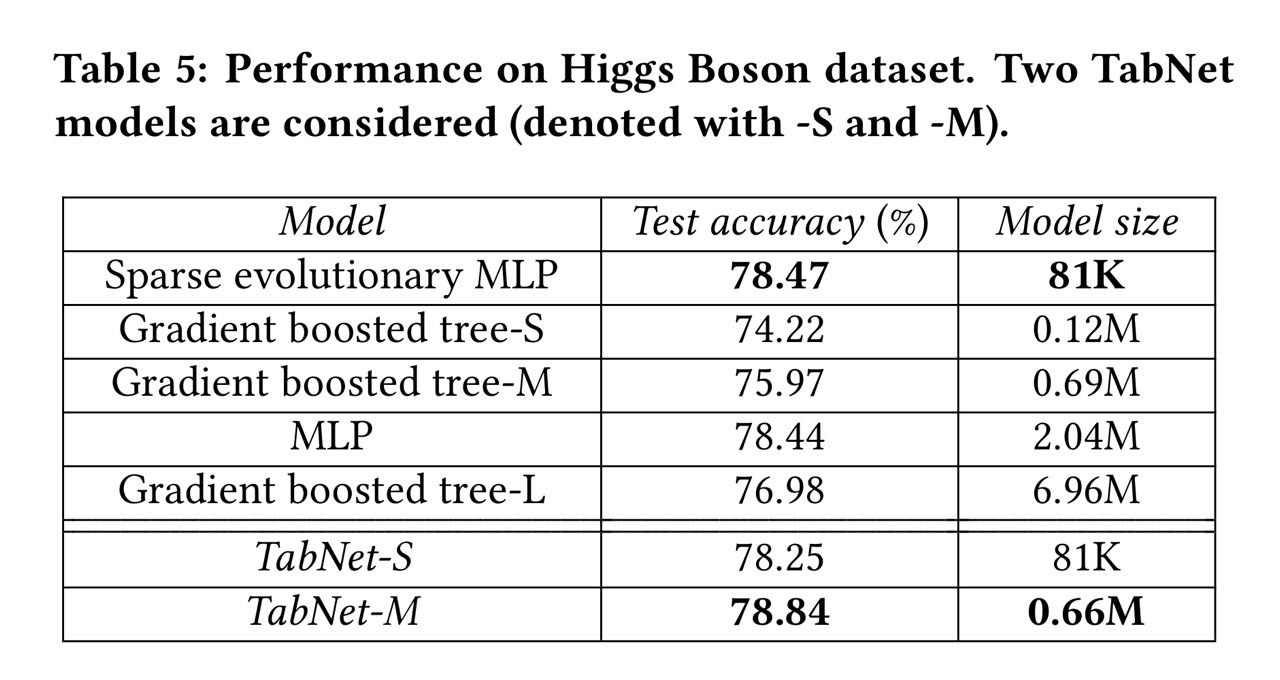 Table 5: Performance on Higgs Boson dataset. Two TabNet
models are considered (denoted with -S and -M).
Model Test accuracy (%) Model size
Sparse evolutionary MLP 78.47 81K
Gradient boosted tree-S 74.22 0.12M
Gradient boosted tree-M 75.97 0.69M
MLP 78.44 2.04M
Gradient boosted tree-L 76.98 6.96M
TabNet-S 78.25 81K
TabNet-M 78.84 0.66M